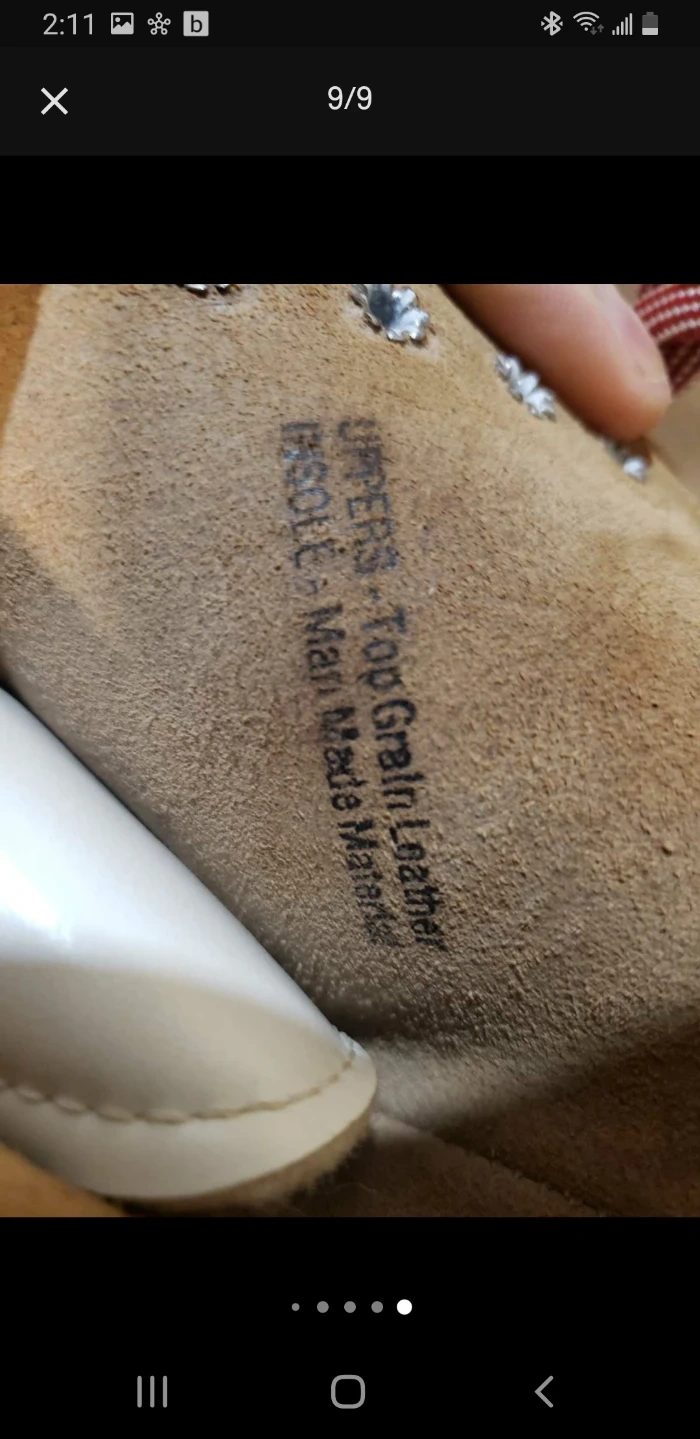 2:11 b
9/9
UPPERS - Top Grain Leather
INSOLE - Man Made Material